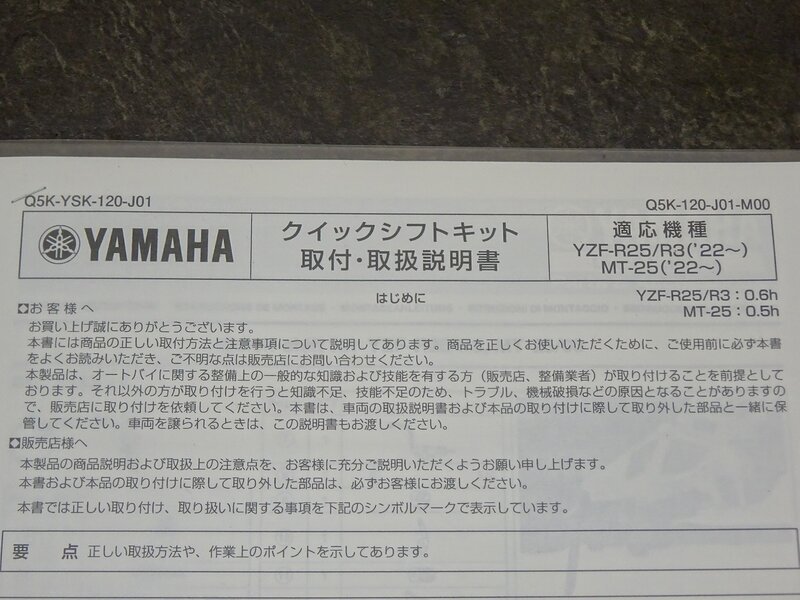 Q5K-YSK-120-J01
Q5K-120-J01-M00
YAMAHA
クイックシフトキット
取付・取扱説明書
適応機種
YZF-R25/R3('22～)
MT-25('22～)
はじめに
YZF-R25/R3：0.6h
MT-25：0.5h
お客様へ
お買い上げ誠にありがとうございます。
本書には商品の正しい取付方法と注意事項について説明してあります。商品を正しくお使いいただくために、ご使用前に必ず本書
をよくお読みいただき、ご不明な点は販売店にお問い合わせください。
本製品は、オートバイに関する整備上の一般的な知識および技能を有する方（販売店、整備業者）が取り付けることを前提として
おります。それ以外の方が取付けを行うと知識不足、技能不足のため、トラブル、機械破損などの原因となることがありますの
で、販売店に取り付けを依頼してください。本書は、車両の取扱説明書および本品の取り付けに際して取り外した部品と一緒に保
管してください。車両を譲られるときは、この説明書もお渡しください。
販売店様へ
本製品の商品説明および取扱上の注意点を、お客様に充分ご説明いただくようお願い申し上げます。
本書および本品の取り付けに際して取り外した部品は、必ずお客様にお渡しください。
本書では正しい取り付け、取り扱いに関する事項を下記のシンボルマークで表示しています。
要 点 正しい取扱方法や、作業上のポイントを示してあります。